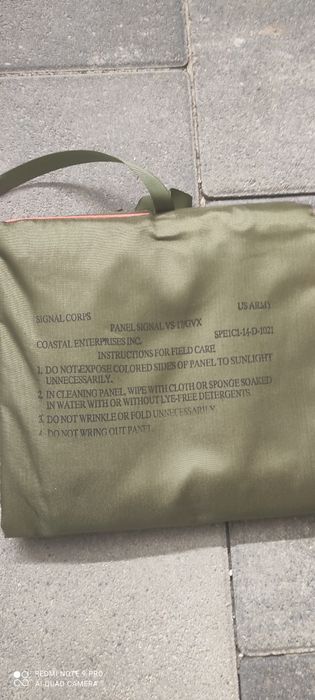 SIGNAL CORPS US ARMY
PANEL SIGNAL VS-17/GVX
COASTAL ENTERPRISES INC. SPE1C1-14-D-1021
INSTRUCTIONS FOR FIELD CARE
1. DO NOT EXPOSE COLORED SIDES OF PANEL TO SUNLIGHT
UNNECESSARILY.
2. IN CLEANING PANEL, WIPE WITH CLOTH OR SPONGE SOAKED
IN WATER WITH OR WITHOUT LYE-FREE DETERGENTS.
3. DO NOT WRINKLE OR FOLD UNNECESSARILY.
4. DO NOT WRING OUT PANEL
REDMI NOTE 9 PRO
AI QUAD CAMERA